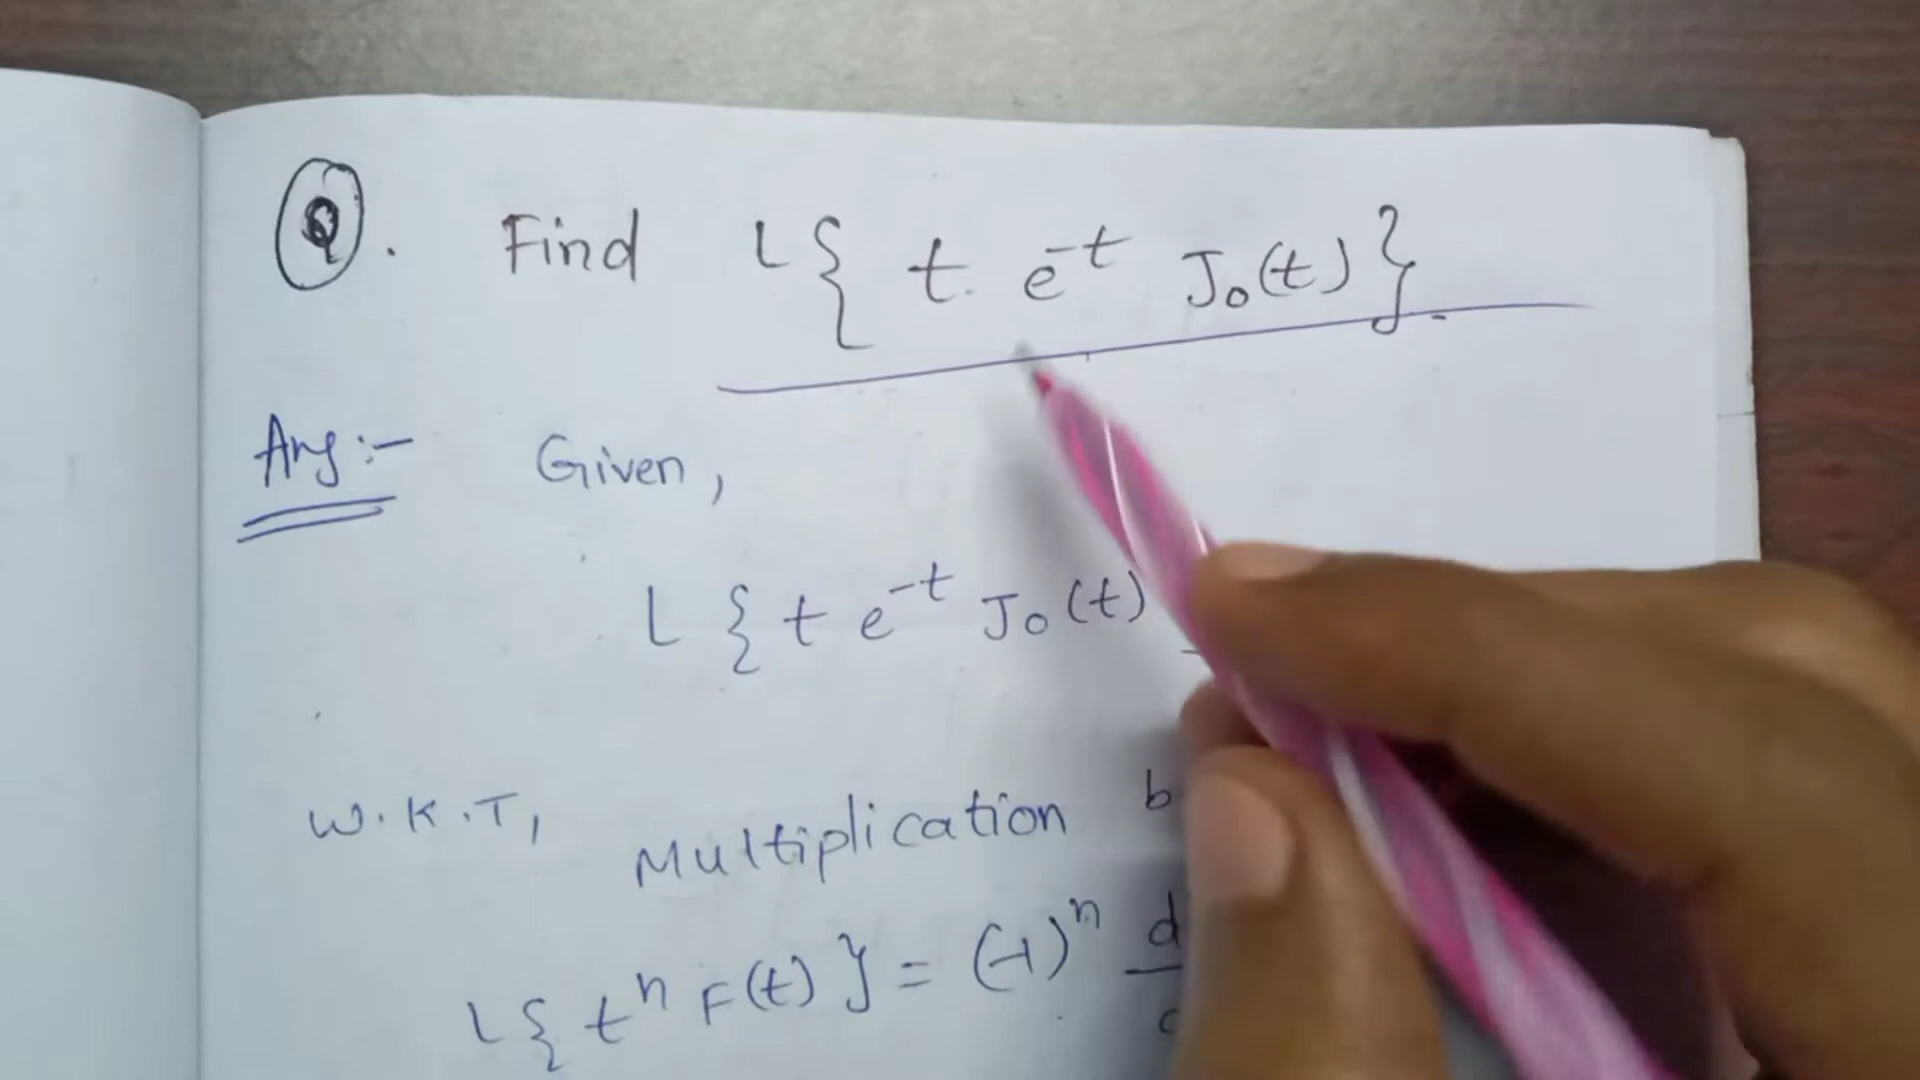 Q. Find L{ t e^-t J₀(t)}.
Ans:- Given,
L { t e^-t J₀(t)
W.K.T, Multiplication b
L{ t^n F(t) } = (-1)^n d